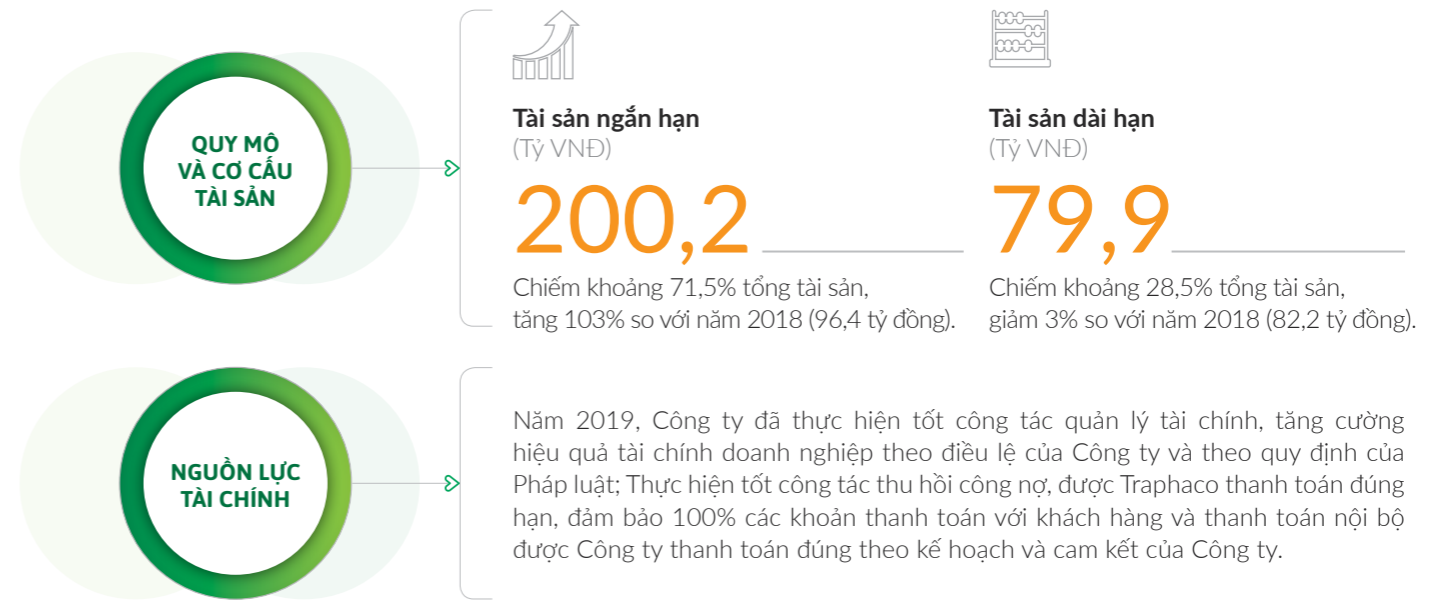 QUY MÔ
VÀ CƠ CẤU
TÀI SẢN
Tài sản ngắn hạn
(Tỷ VNĐ)
200,2
Chiếm khoảng 71,5% tổng tài sản,
tăng 103% so với năm 2018 (96,4 tỷ đồng).
Tài sản dài hạn
(Tỷ VNĐ)
79,9
Chiếm khoảng 28,5% tổng tài sản,
giảm 3% so với năm 2018 (82,2 tỷ đồng).
NGUỒN LỰC
TÀI CHÍNH
Năm 2019, Công ty đã thực hiện tốt công tác quản lý tài chính, tăng cường
hiệu quả tài chính doanh nghiệp theo điều lệ của Công ty và theo quy định của
Pháp luật; Thực hiện tốt công tác thu hồi công nợ, được Traphaco thanh toán đúng
hạn, đảm bảo 100% các khoản thanh toán với khách hàng và thanh toán nội bộ
được Công ty thanh toán đúng theo kế hoạch và cam kết của Công ty.